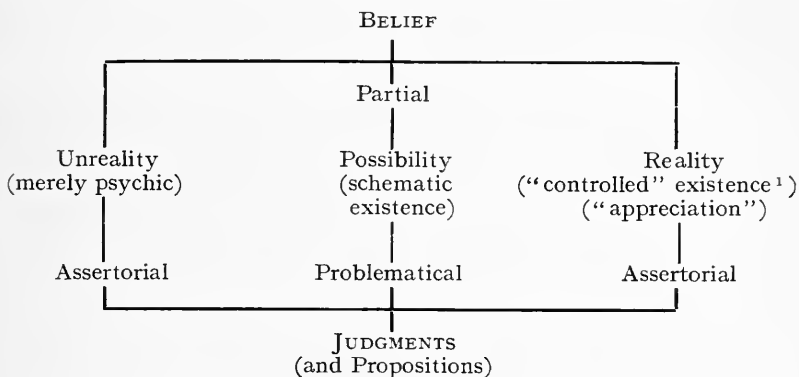 BELIEF
Partial
Unreality Possibility Reality
(merely psychic) (schematic existence) (“controlled” existence¹)
(“appreciation”)
Assertorial Problematical Assertorial
JUDGMENTS
(and Propositions)